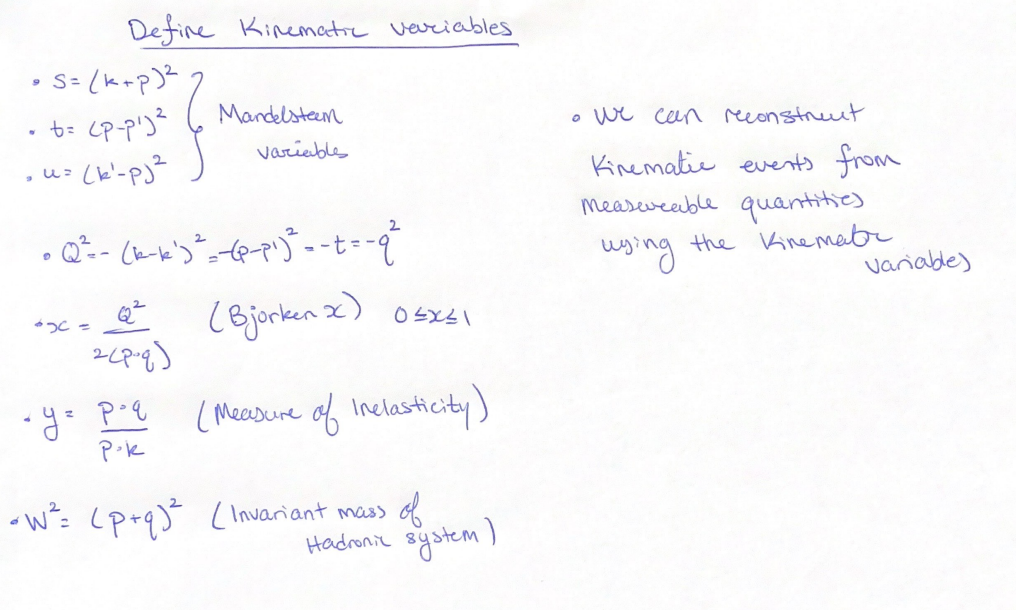 Define Kinematic variables
• s = (k+p)²
• t = (p-p')²
• u = (k'-p)²
Mandelstam
variables
• Q² = -(k-k')² = -(p-p')² = -t = -q²
• x = Q² / 2(p·q) (Bjorken x) 0≤x≤1
• y = p·q / p·k (Measure of Inelasticity)
• W² = (p+q)² (Invariant mass of
Hadronic system)
• We can reconstruct
Kinematic events from
measureable quantities
using the Kinematic
variables